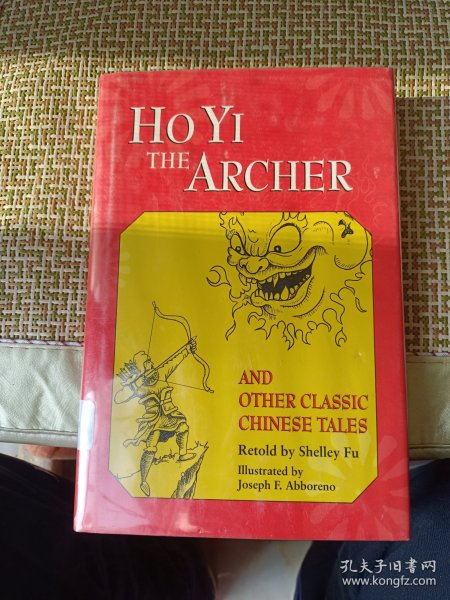 HO YI
THE ARCHER
AND
OTHER CLASSIC
CHINESE TALES
Retold by Shelley Fu
Illustrated by
Joseph F. Abboreno
孔夫子旧书网
www.kongfz.com